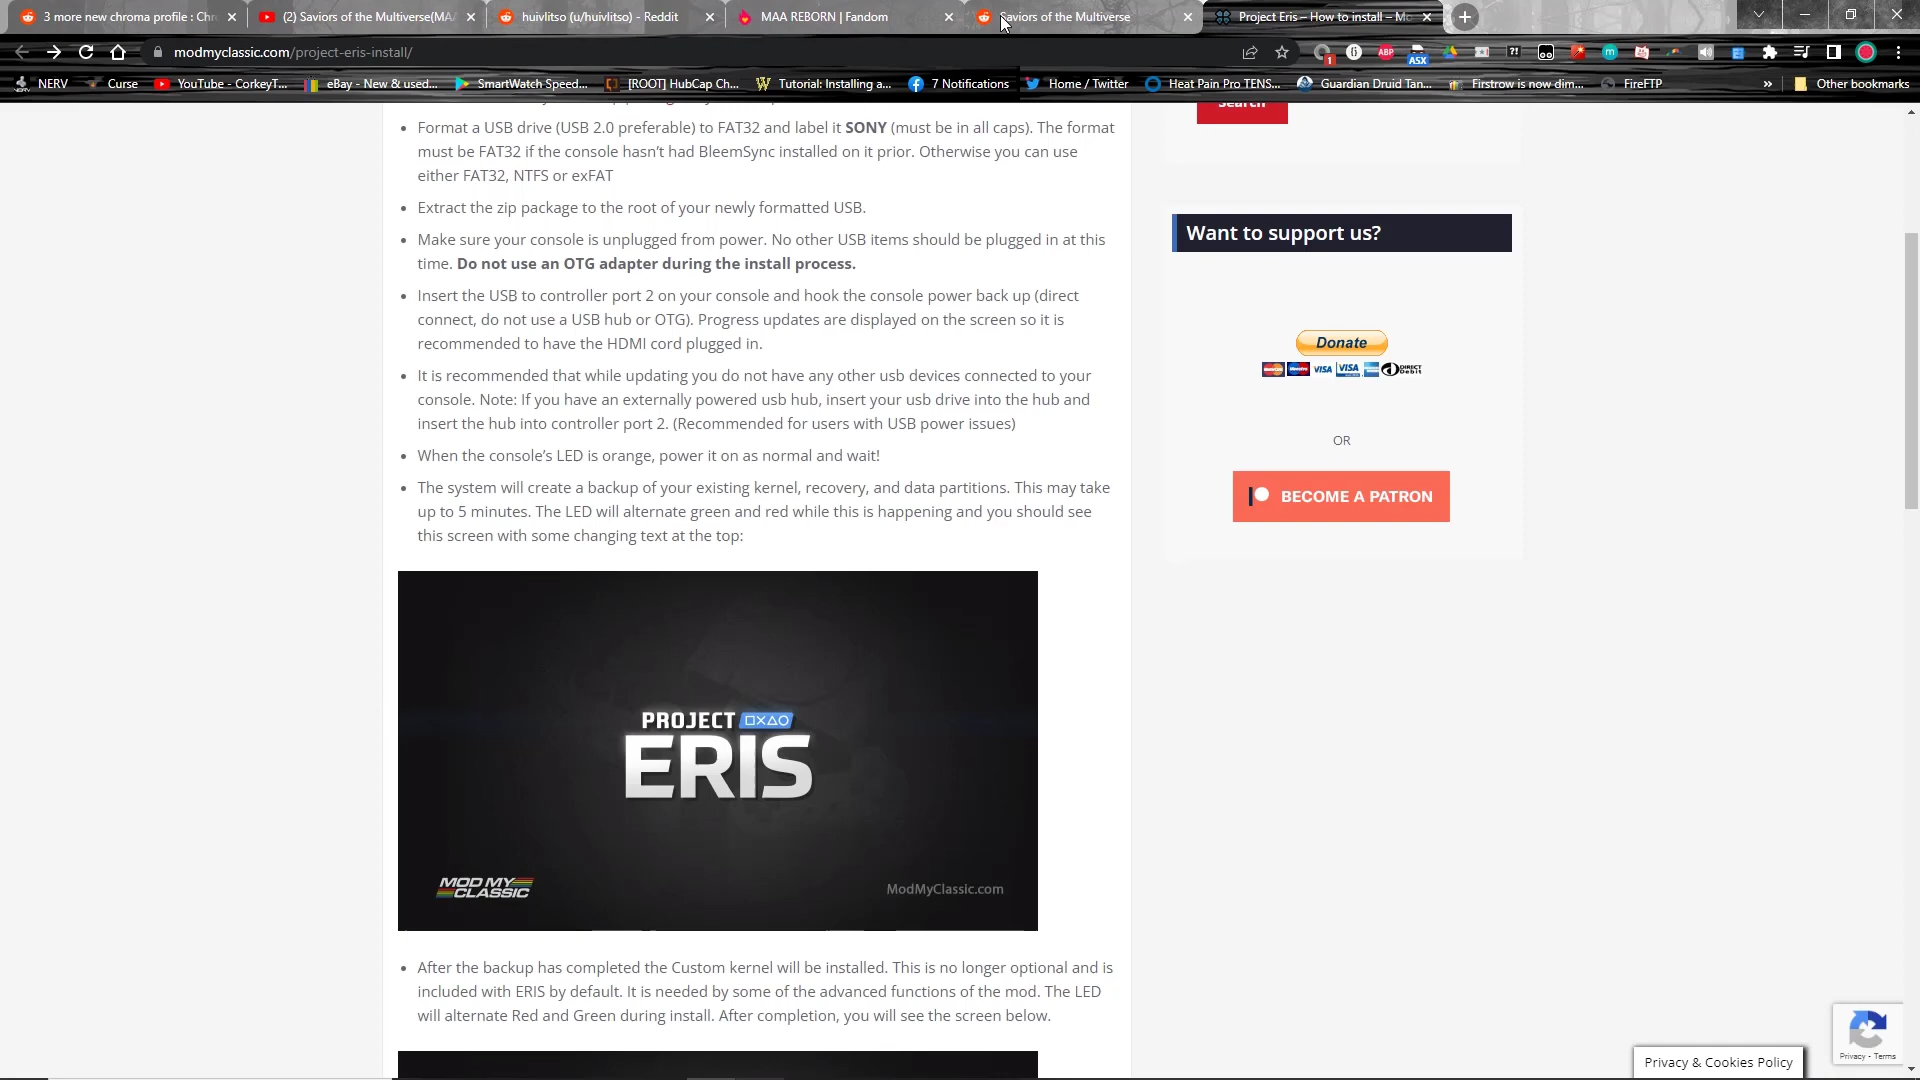 3 more new chroma profile : Chr
(2) Saviors of the Multiverse(MAA
huivlitso (u/huivlitso) - Reddit
MAA REBORN | Fandom
Saviors of the Multiverse
Project Eris – How to install – Mo
modmyclassic.com/project-eris-install/
1
ABP
ASX
NERV
Curse
YouTube - CorkeyT...
eBay - New & used...
SmartWatch Speed...
[ROOT] HubCap Ch...
Tutorial: Installing a...
7 Notifications
Home / Twitter
Heat Pain Pro TENS...
Guardian Druid Tan...
Firstrow is now dim...
FireFTP
»
Other bookmarks
Search
• Format a USB drive (USB 2.0 preferable) to FAT32 and label it SONY (must be in all caps). The format
must be FAT32 if the console hasn’t had BleemSync installed on it prior. Otherwise you can use
either FAT32, NTFS or exFAT
• Extract the zip package to the root of your newly formatted USB.
• Make sure your console is unplugged from power. No other USB items should be plugged in at this
time. Do not use an OTG adapter during the install process.
• Insert the USB to controller port 2 on your console and hook the console power back up (direct
connect, do not use a USB hub or OTG). Progress updates are displayed on the screen so it is
recommended to have the HDMI cord plugged in.
• It is recommended that while updating you do not have any other usb devices connected to your
console. Note: If you have an externally powered usb hub, insert your usb drive into the hub and
insert the hub into controller port 2. (Recommended for users with USB power issues)
• When the console’s LED is orange, power it on as normal and wait!
• The system will create a backup of your existing kernel, recovery, and data partitions. This may take
up to 5 minutes. The LED will alternate green and red while this is happening and you should see
this screen with some changing text at the top:
PROJECT
ERIS
MOD MY
CLASSIC
ModMyClassic.com
• After the backup has completed the Custom kernel will be installed. This is no longer optional and is
included with ERIS by default. It is needed by some of the advanced functions of the mod. The LED
will alternate Red and Green during install. After completion, you will see the screen below.
Want to support us?
Donate
VISA
VISA
DIRECT
Debit
OR
BECOME A PATRON
Privacy - Terms
Privacy & Cookies Policy